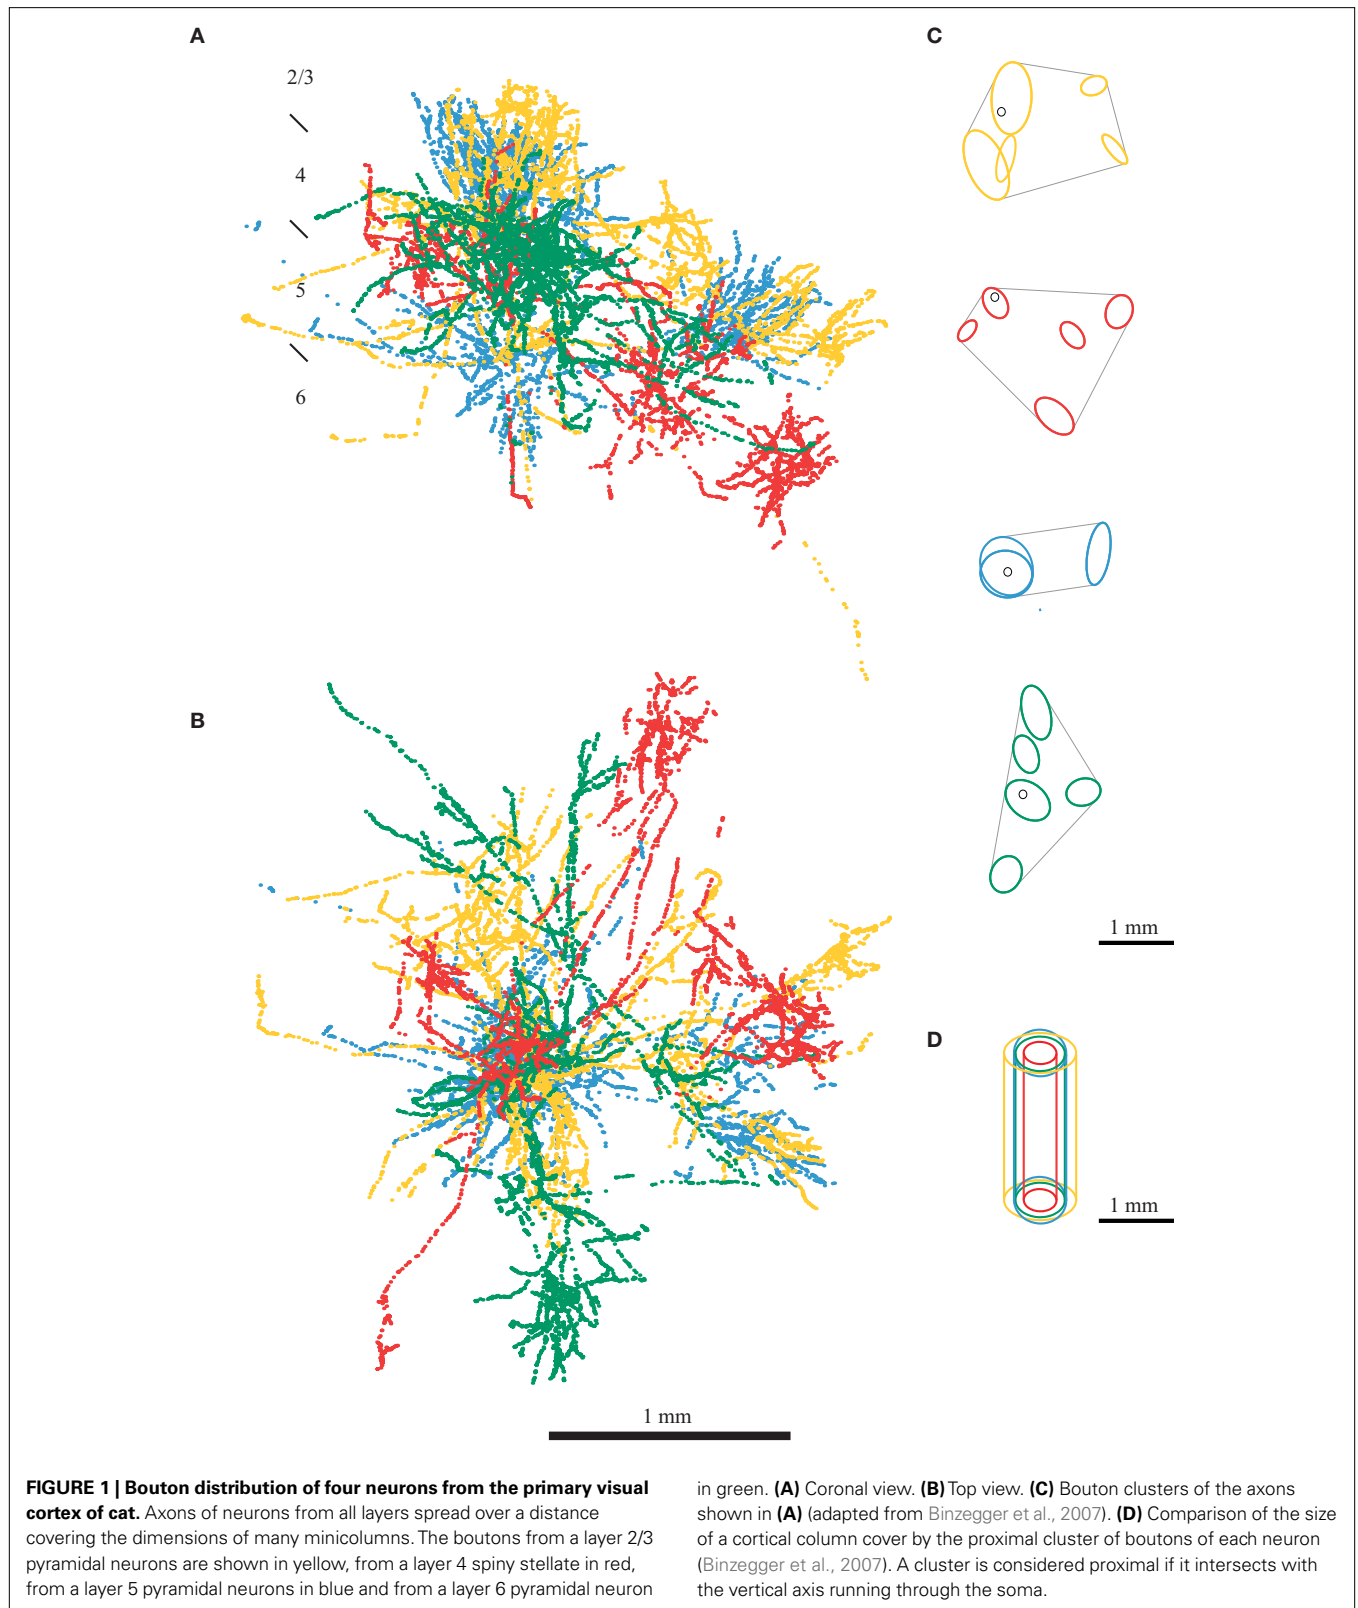 A
C
2/3
4
5
6
B
1 mm
D
1 mm
1 mm
FIGURE 1 | Bouton distribution of four neurons from the primary visual
cortex of cat. Axons of neurons from all layers spread over a distance
covering the dimensions of many minicolumns. The boutons from a layer 2/3
pyramidal neurons are shown in yellow, from a layer 4 spiny stellate in red,
from a layer 5 pyramidal neurons in blue and from a layer 6 pyramidal neuron
in green. (A) Coronal view. (B) Top view. (C) Bouton clusters of the axons
shown in (A) (adapted from Binzegger et al., 2007). (D) Comparison of the size
of a cortical column cover by the proximal cluster of boutons of each neuron
(Binzegger et al., 2007). A cluster is considered proximal if it intersects with
the vertical axis running through the soma.